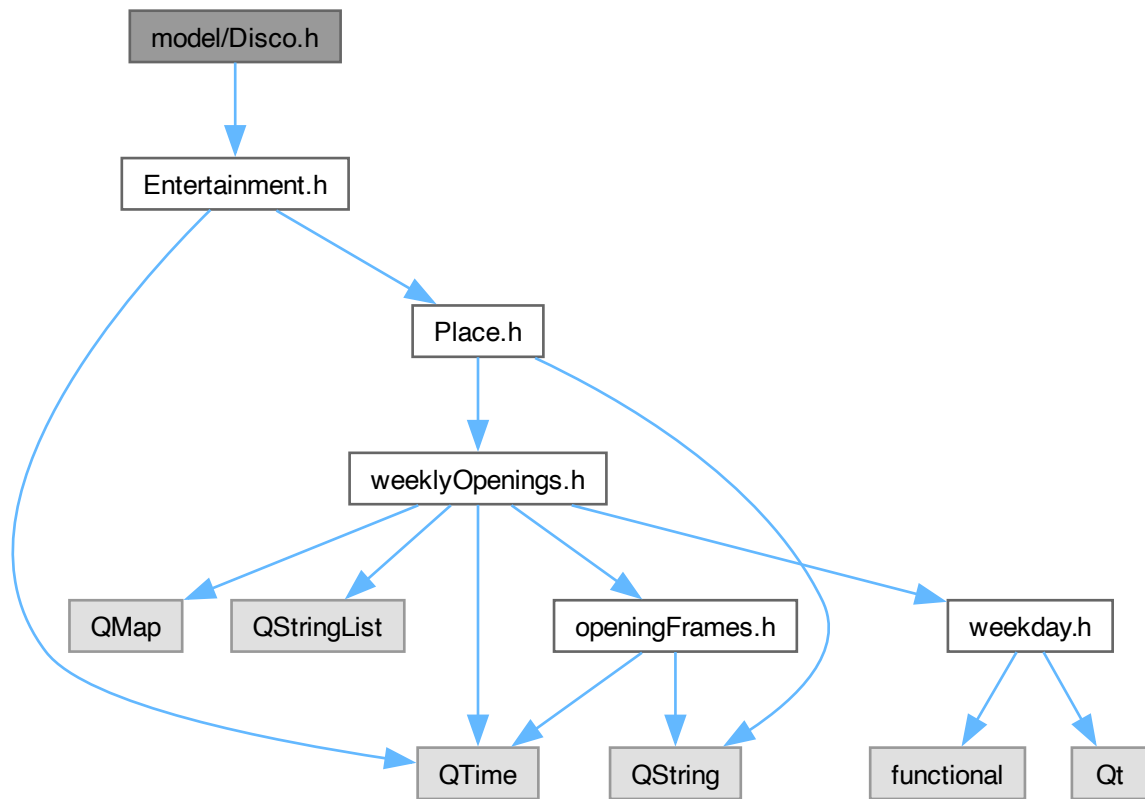 model/Disco.h
Entertainment.h
Place.h
weeklyOpenings.h
QMap
QStringList
openingFrames.h
weekday.h
QTime
QString
functional
Qt